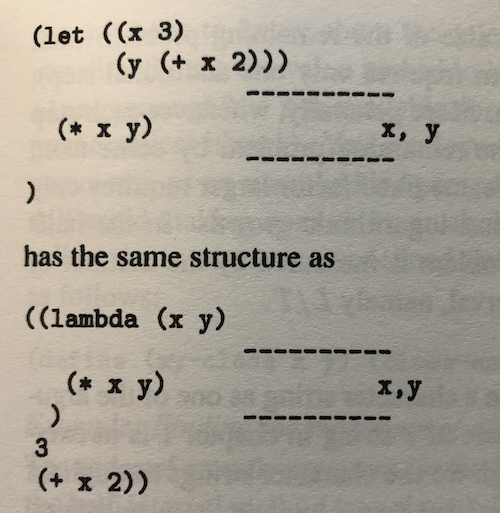 (let ((x 3)
(y (+ x 2)))
----------
(* x y) x, y
----------
)
has the same structure as
((lambda (x y)
----------
(* x y) x,y
----------
)
3
(+ x 2))